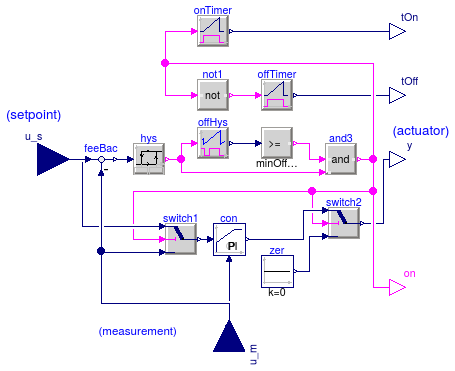 onTimer
tOn
not1
offTimer
not
tOff
(setpoint)
offHys
(actuator)
u_s
feeBac
hys
and3
y
>=
and
-
minOff...
switch1
con
switch2
PI
zer
on
k=0
(measurement)
u_m